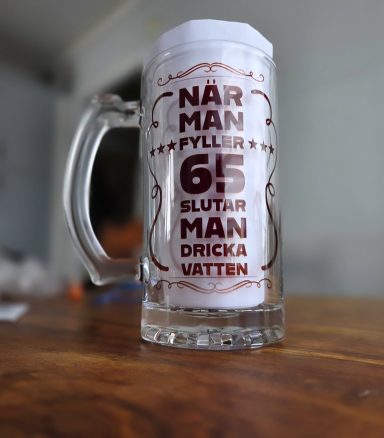 NÄR
MAN
FYLLER
65
SLUTAR
MAN
DRICKA
VATTEN